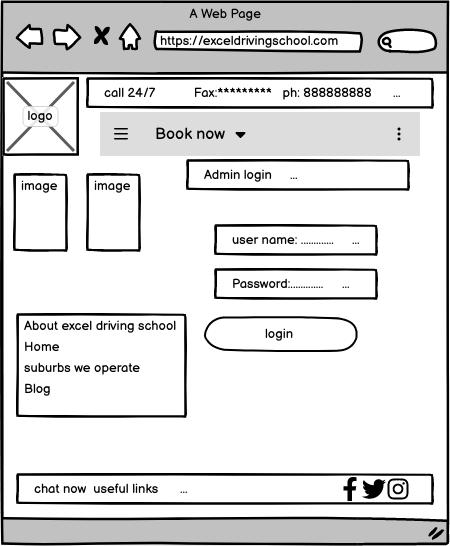 A Web Page
https://exceldrivingschool.com
logo
call 24/7 Fax:********* ph: 888888888 ...
Book now
image image
Admin login ...
user name: ............. ...
Password:............. ...
login
About excel driving school
Home
suburbs we operate
Blog
chat now useful links ...